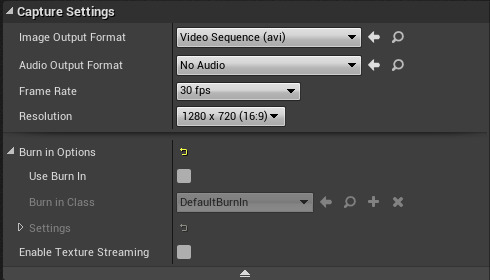 Capture Settings
Image Output Format Video Sequence (avi)
Audio Output Format No Audio
Frame Rate 30 fps
Resolution 1280 x 720 (16:9)
Burn in Options
Use Burn In
Burn in Class DefaultBurnIn
Settings
Enable Texture Streaming